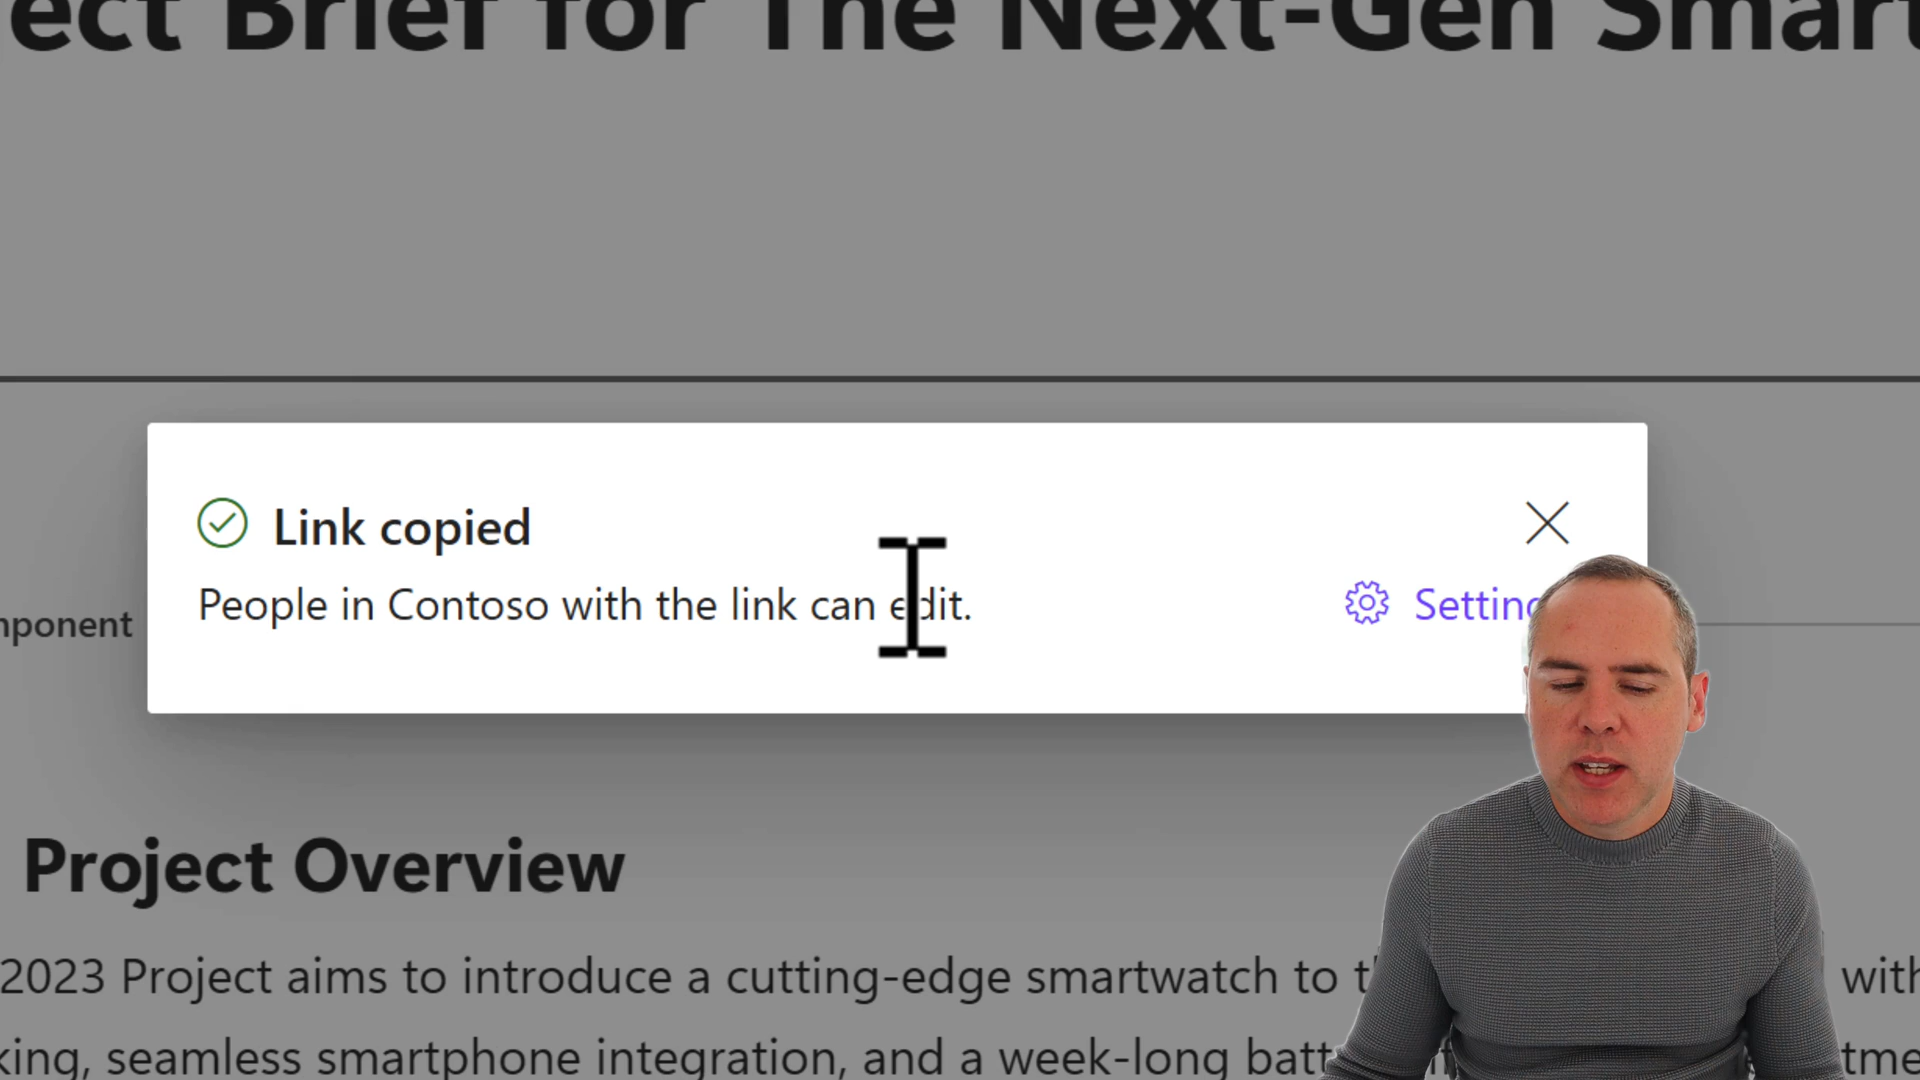 ect Brief for The Next-Gen Smart
Link copied
People in Contoso with the link can edit.
Setting
mponent
Project Overview
2023 Project aims to introduce a cutting-edge smartwatch to t with
king, seamless smartphone integration, and a week-long batt tme